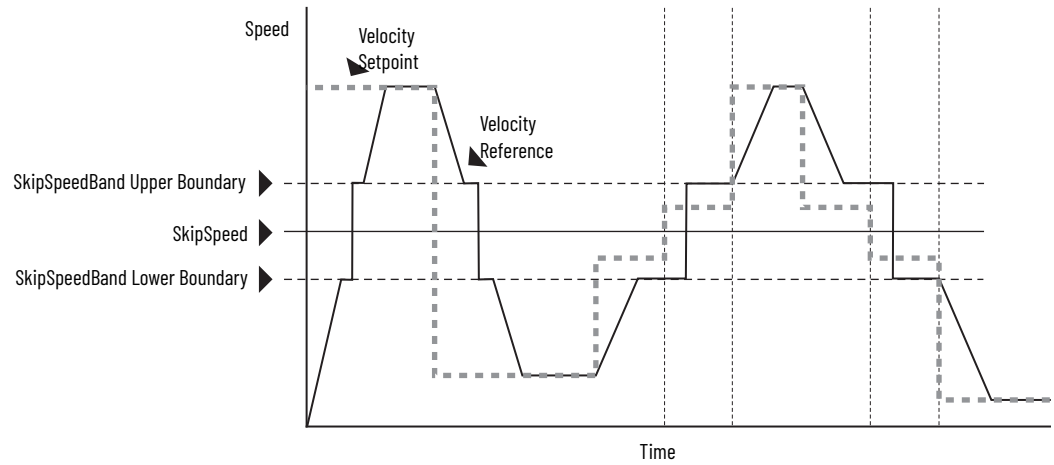 Speed
Velocity
Setpoint
Velocity
Reference
SkipSpeedBand Upper Boundary
SkipSpeed
SkipSpeedBand Lower Boundary
Time